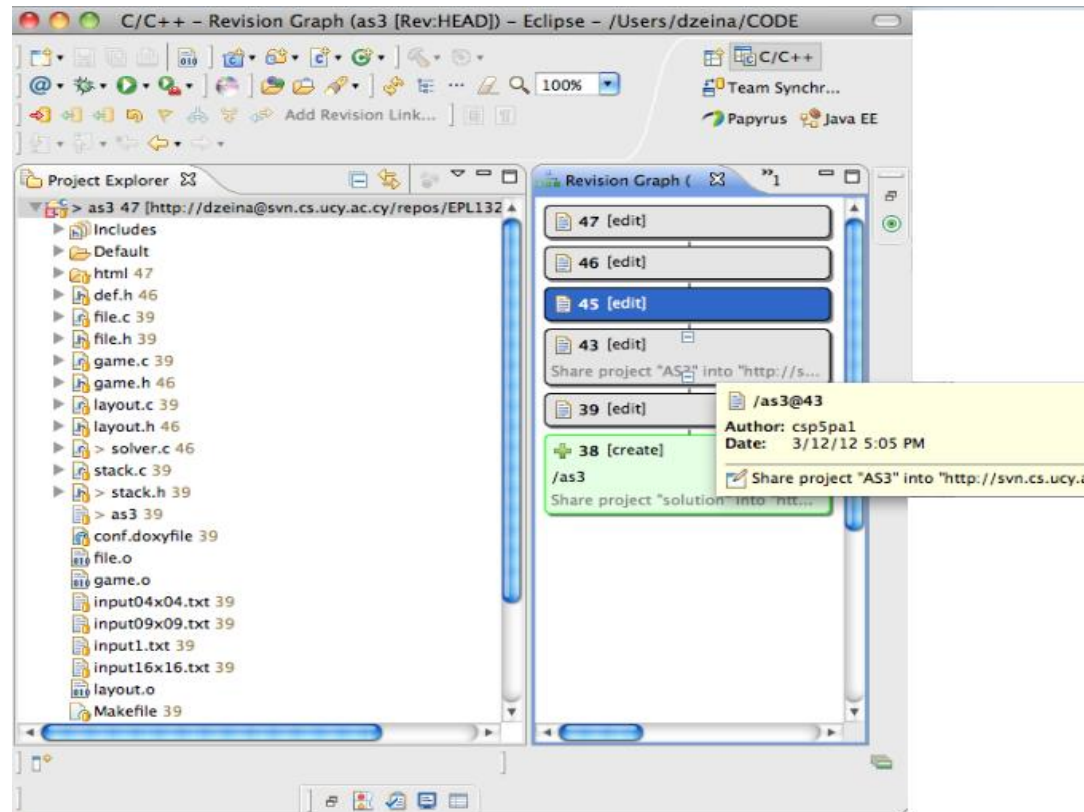 C/C++ – Revision Graph (as3 [Rev:HEAD]) – Eclipse – /Users/dzeina/CODE
C/C++
100%
Team Synchr...
Add Revision Link...
Papyrus Java EE
Project Explorer
> as3 47 [http://dzeina@svn.cs.ucy.ac.cy/repos/EPL132
Includes
Default
html 47
def.h 46
file.c 39
file.h 39
game.c 39
game.h 46
layout.c 39
layout.h 46
> solver.c 46
stack.c 39
> stack.h 39
> as3 39
conf.doxyfile 39
file.o
game.o
input04x04.txt 39
input09x09.txt 39
input1.txt 39
input16x16.txt 39
layout.o
Makefile 39
Revision Graph ( »1
47 [edit]
46 [edit]
45 [edit]
43 [edit]
Share project "AS3" into "http://s...
39 [edit]
38 [create]
/as3
Share project "solution" into "htt...
/as3@43
Author: csp5pa1
Date: 3/12/12 5:05 PM
Share project "AS3" into "http://svn.cs.ucy.a